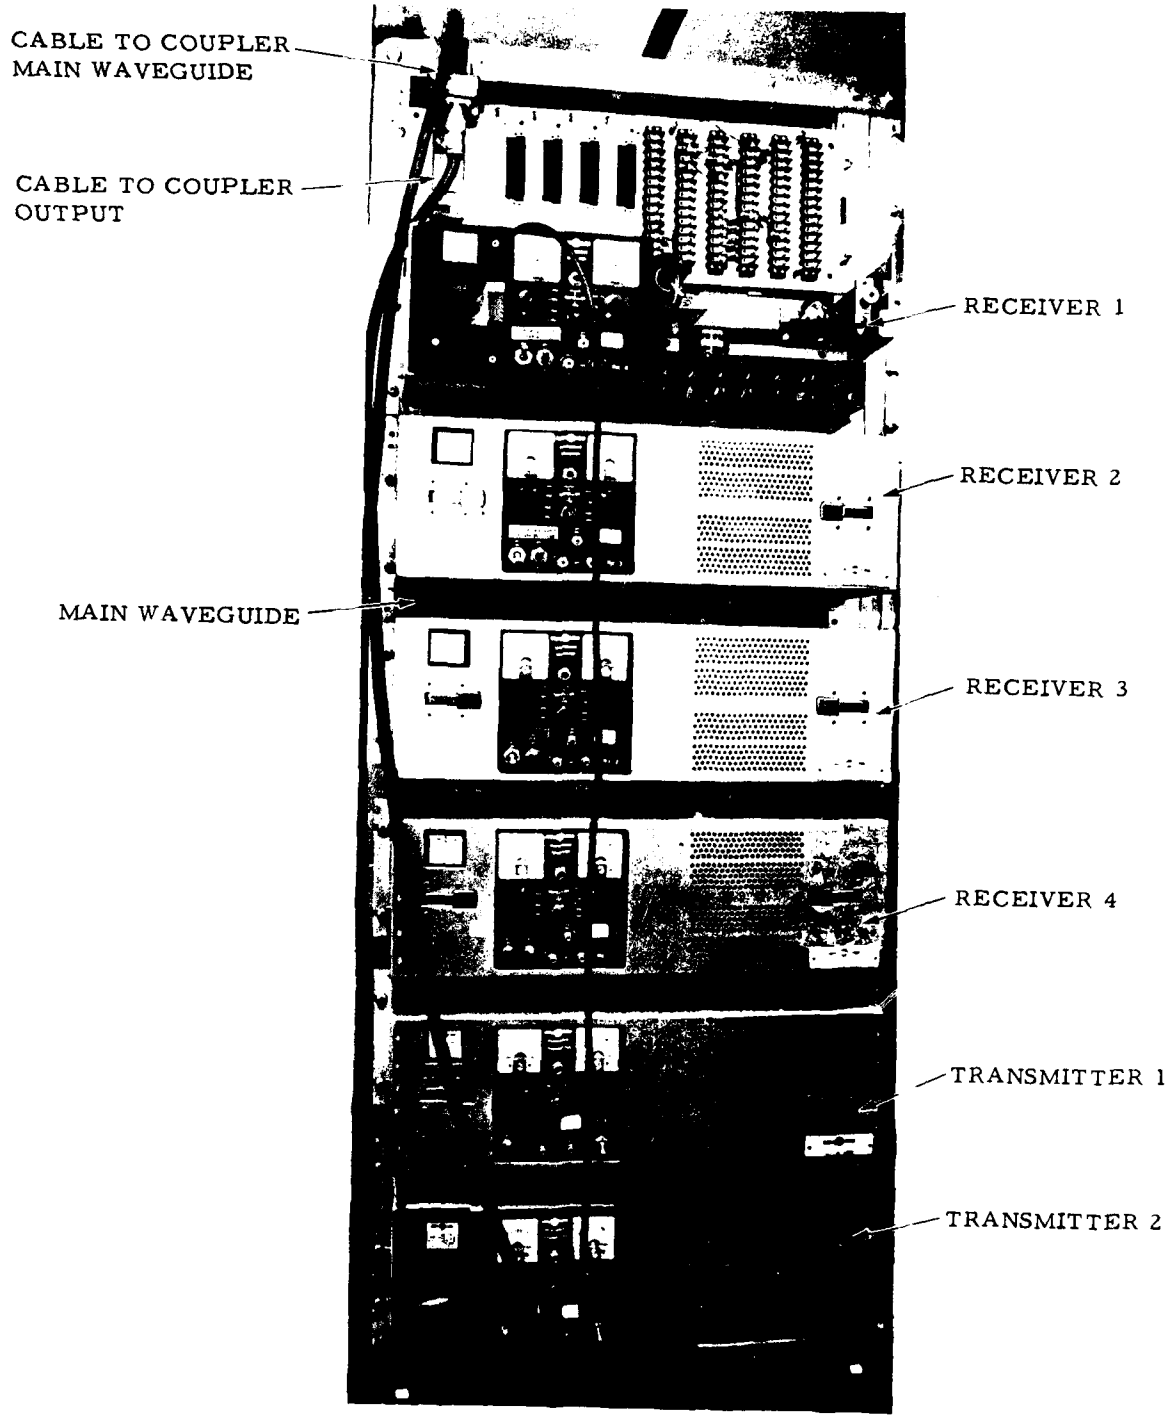 CABLE TO COUPLER
MAIN WAVEGUIDE
CABLE TO COUPLER
OUTPUT
RECEIVER 1
RECEIVER 2
MAIN WAVEGUIDE
RECEIVER 3
RECEIVER 4
TRANSMITTER 1
TRANSMITTER 2